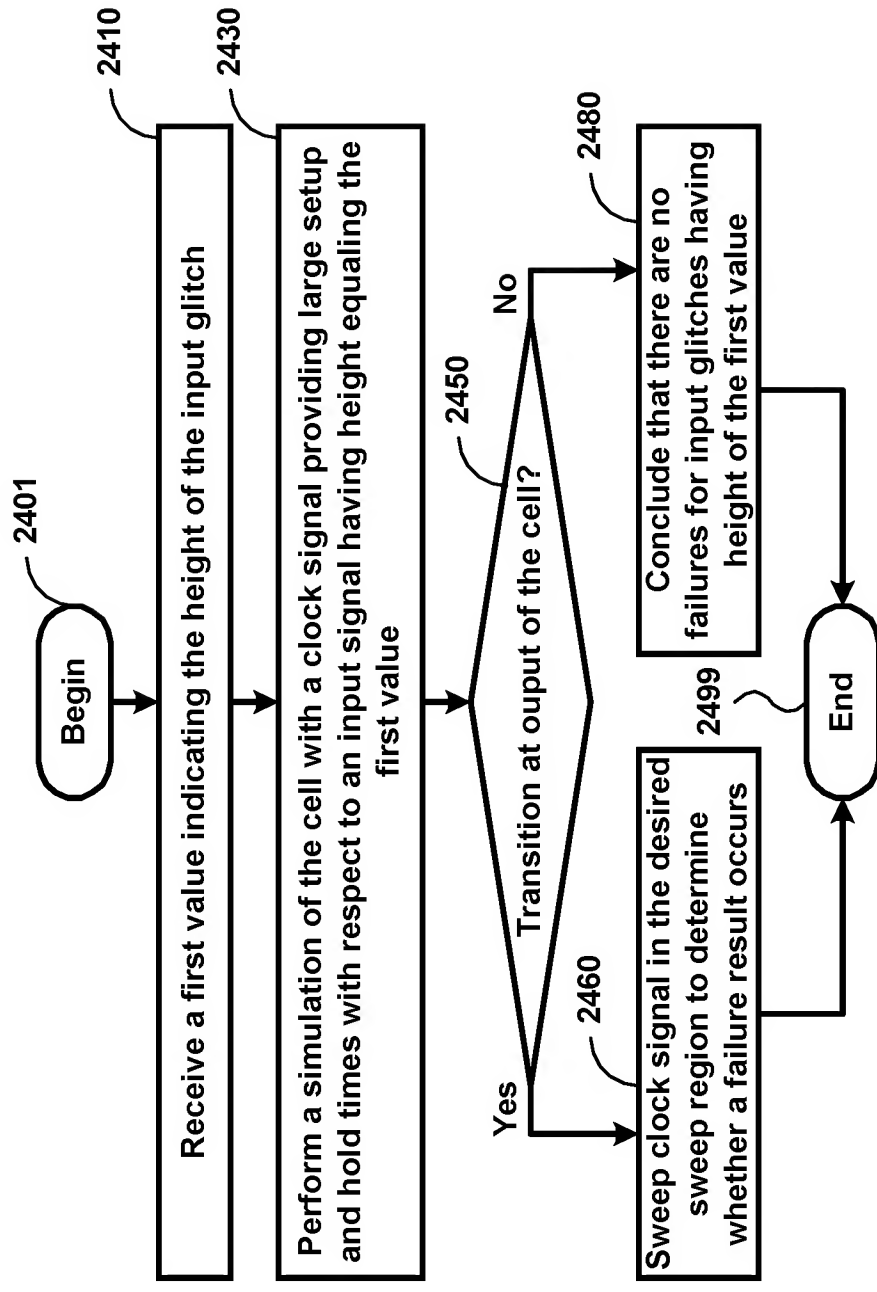 2401
Begin
2410
Receive a first value indicating the height of the input glitch
2430
Perform a simulation of the cell with a clock signal providing large setup
and hold times with respect to an input signal having height equaling the
first value
2450
Transition at ouput of the cell?
Yes
No
2460
Sweep clock signal in the desired
sweep region to determine
whether a failure result occurs
2480
Conclude that there are no
failures for input glitches having
height of the first value
2499
End